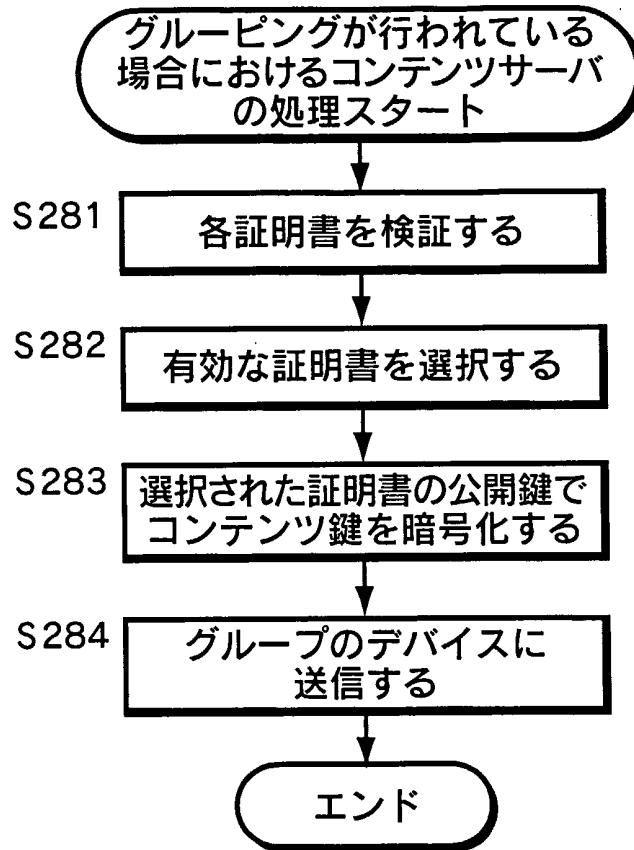 グルーピングが行われている
場合におけるコンテンツサーバ
の処理スタート
S281
各証明書を検証する
S282
有効な証明書を選択する
S283
選択された証明書の公開鍵で
コンテンツ鍵を暗号化する
S284
グループのデバイスに
送信する
エンド